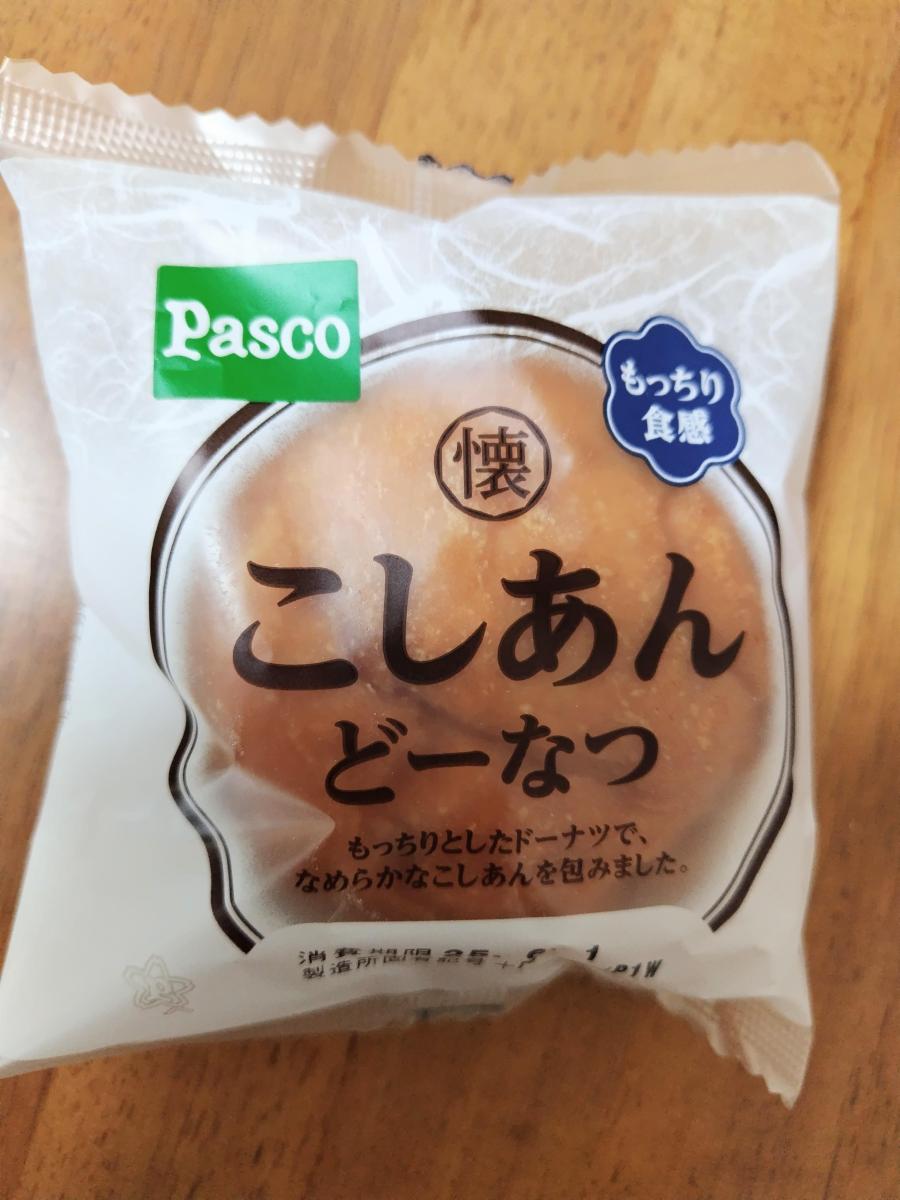 Pasco
もっちり
食感
懐
こしあん
どーなつ
もっちりとしたドーナツで、
なめらかなこしあんを包みました。
消費期限 25.
製造所固有記号